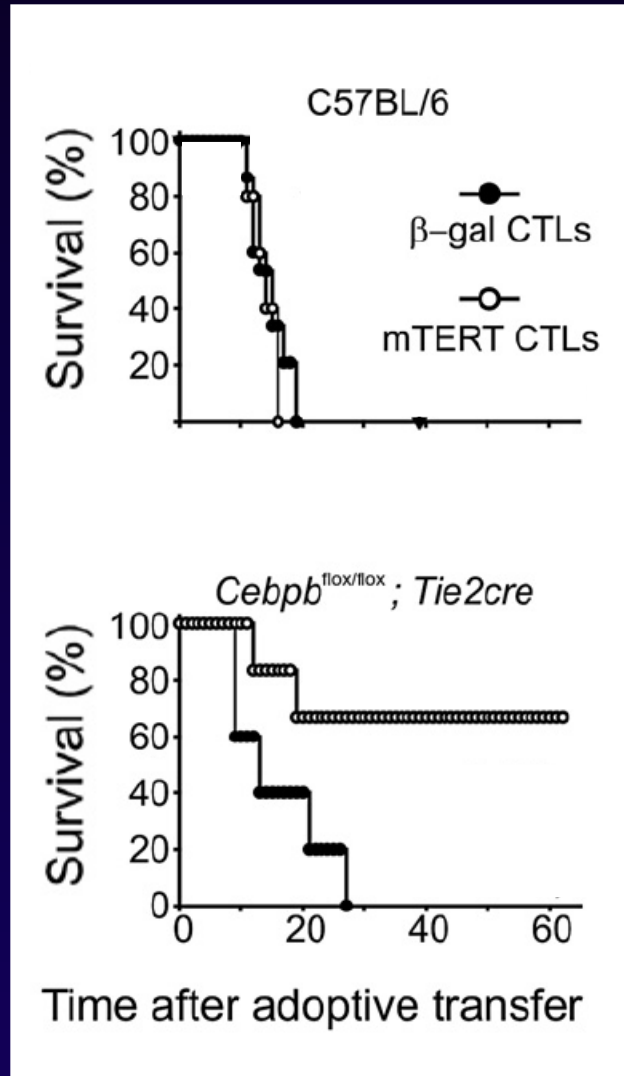 C57BL/6
Survival (%)
100
80
60
40
20
β–gal CTLs
mTERT CTLs
Cebpb^flox/flox ; Tie2cre
Survival (%)
100
80
60
40
20
0
0 20 40 60
Time after adoptive transfer